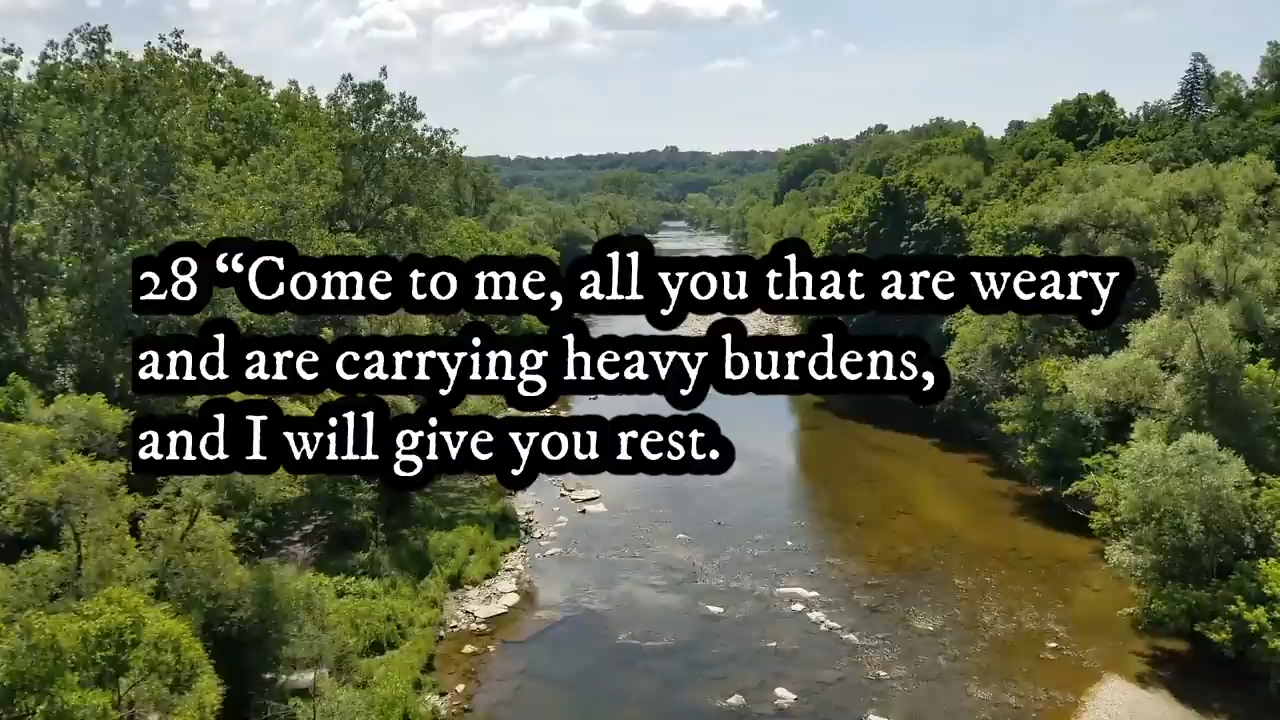 28 “Come to me, all you that are weary
and are carrying heavy burdens,
and I will give you rest.